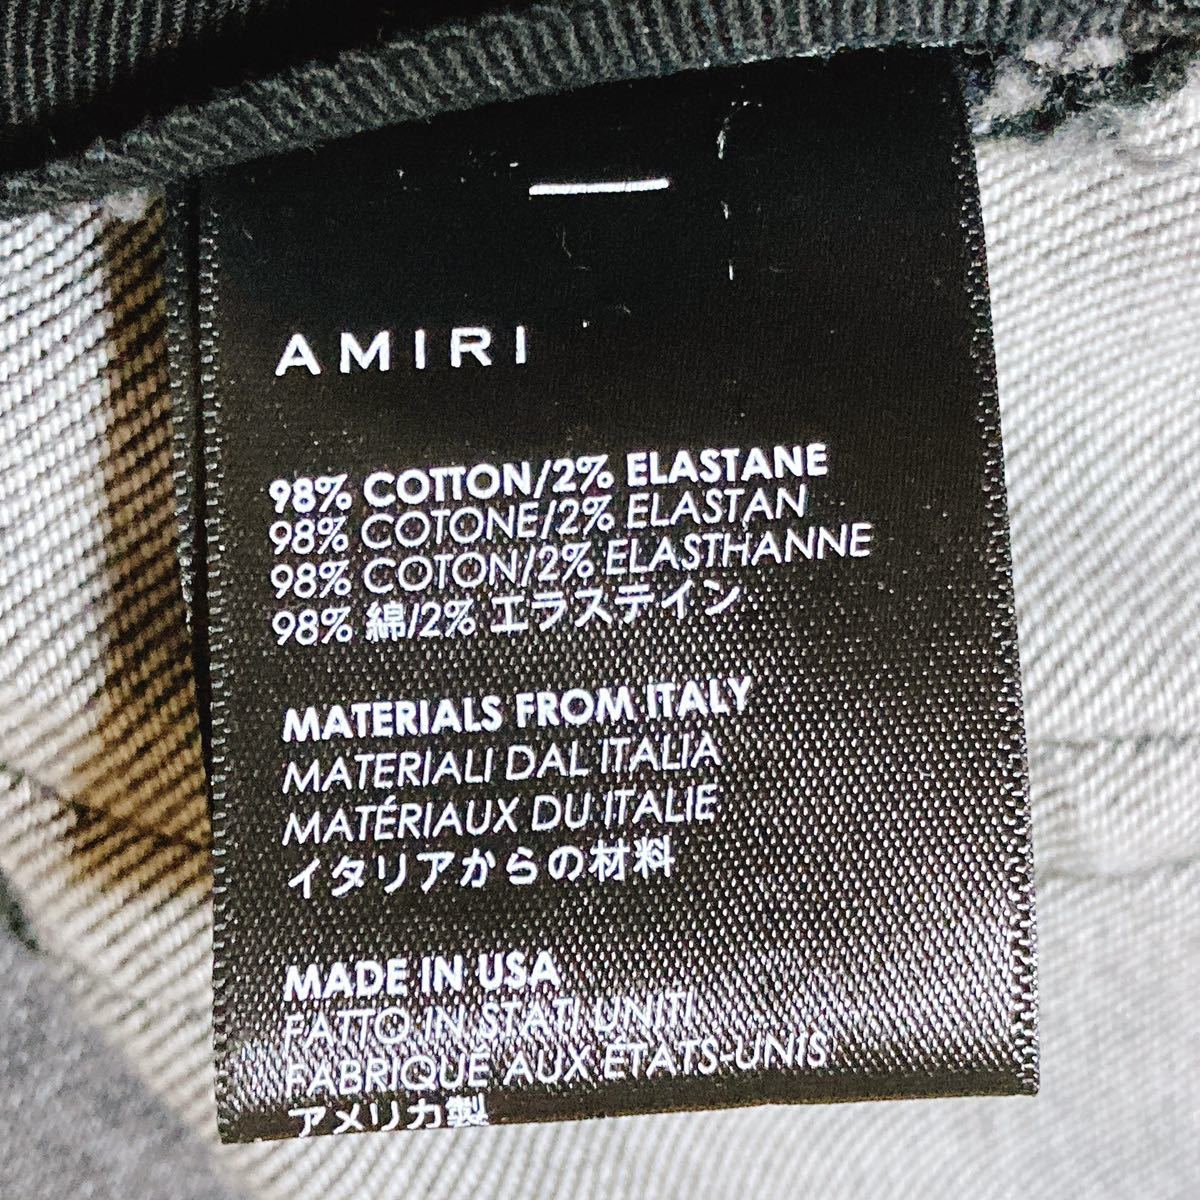 AMIRI
98% COTTON/2% ELASTANE
98% COTONE/2% ELASTAN
98% COTON/2% ELASTHANNE
98% 綿/2% エラステイン
MATERIALS FROM ITALY
MATERIALI DAL ITALIA
MATÉRIAUX DU ITALIE
イタリアからの材料
MADE IN USA
FATTO IN STATI UNITI
FABRIQUÉ AUX ÉTATS-UNIS
アメリカ製